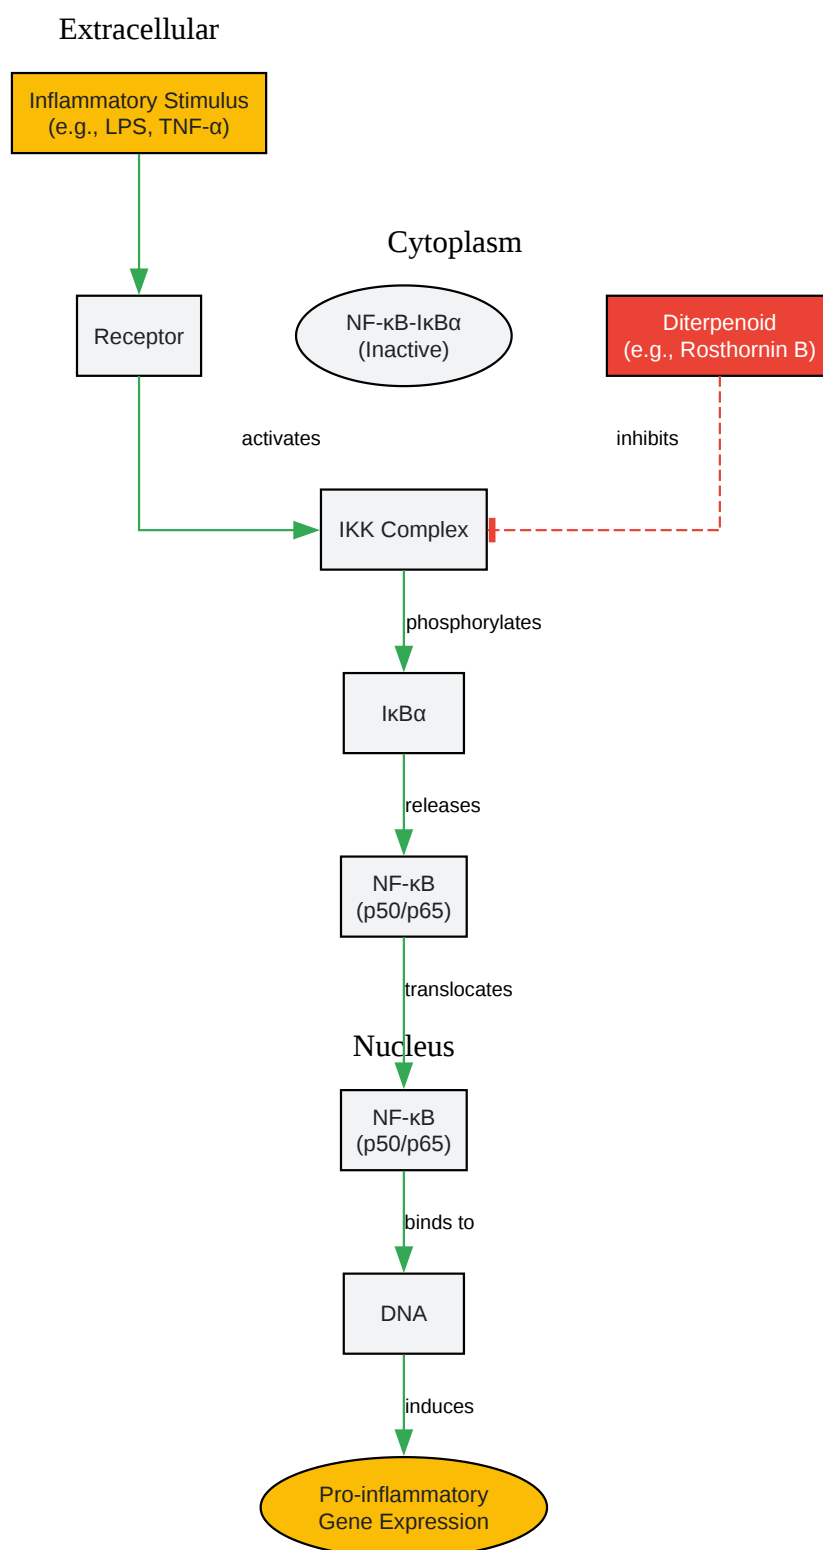 Extracellular
Inflammatory Stimulus
(e.g., LPS, TNF-α)
Cytoplasm
Receptor
NF-κB-IκBα
(Inactive)
Diterpenoid
(e.g., Rosthornin B)
activates
inhibits
IKK Complex
phosphorylates
IκBα
releases
NF-κB
(p50/p65)
translocates
Nucleus
NF-κB
(p50/p65)
binds to
DNA
induces
Pro-inflammatory
Gene Expression